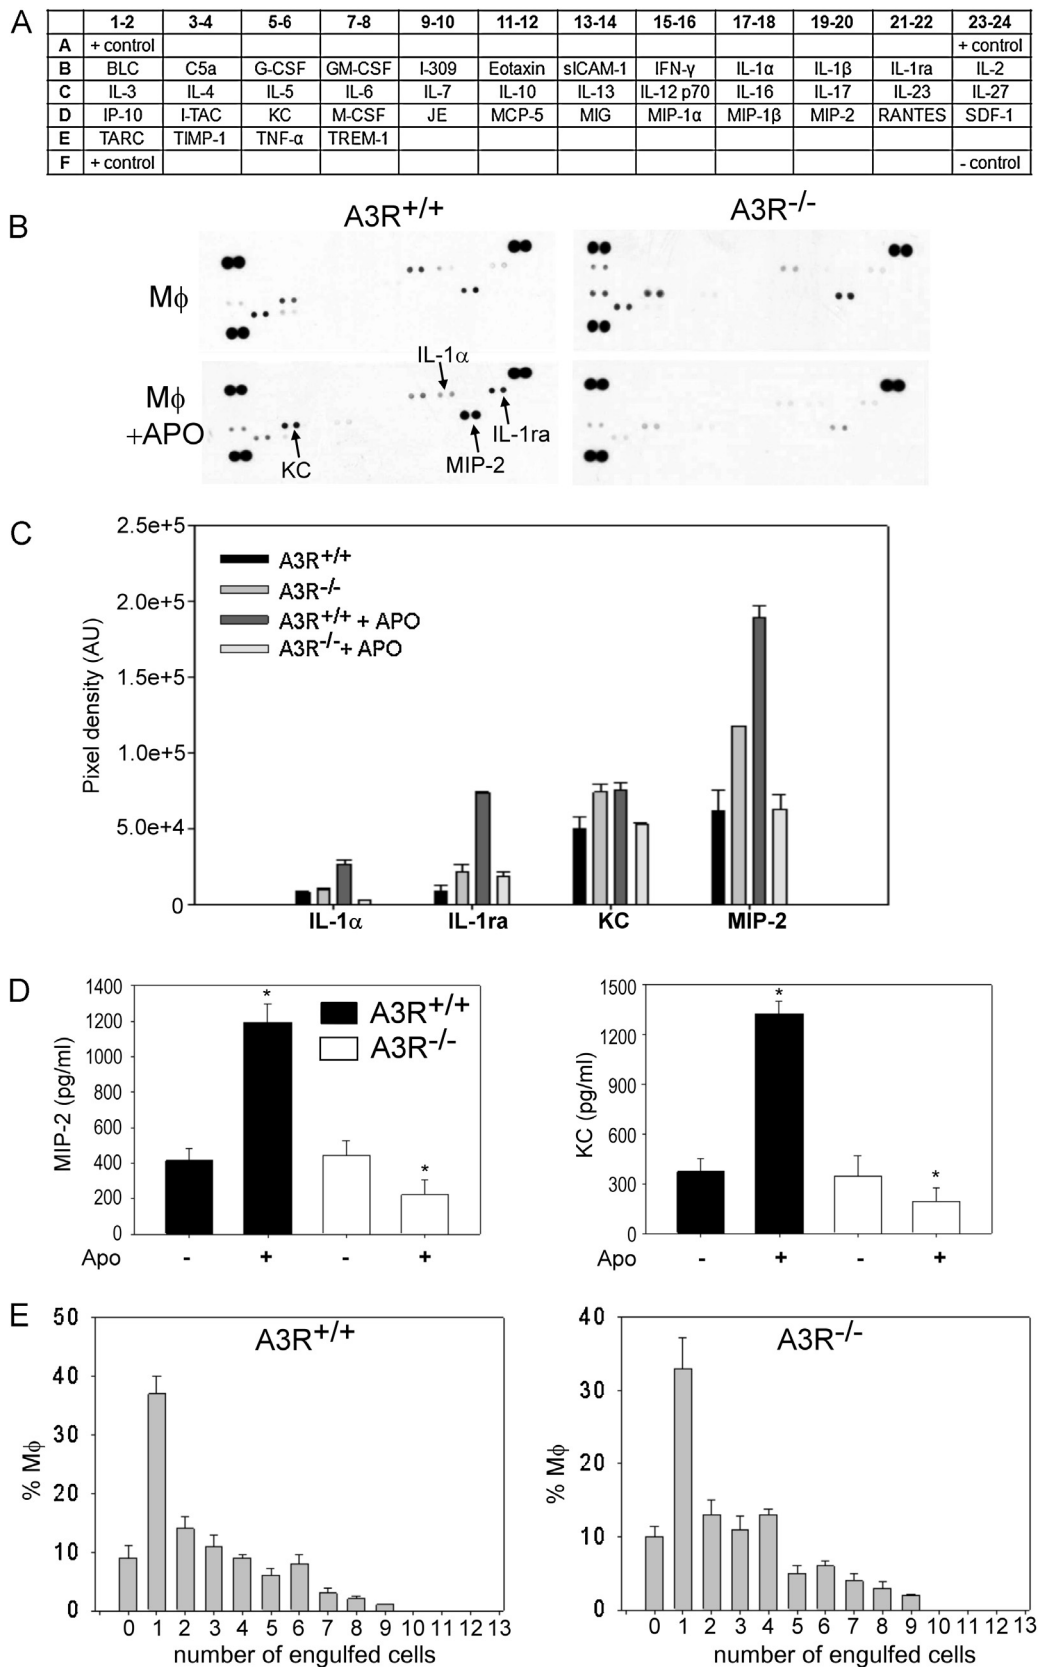 A
1-2 3-4 5-6 7-8 9-10 11-12 13-14 15-16 17-18 19-20 21-22 23-24
A + control + control
B BLC C5a G-CSF GM-CSF I-309 Eotaxin sICAM-1 IFN-γ IL-1α IL-1β IL-1ra IL-2
C IL-3 IL-4 IL-5 IL-6 IL-7 IL-10 IL-13 IL-12 p70 IL-16 IL-17 IL-23 IL-27
D IP-10 I-TAC KC M-CSF JE MCP-5 MIG MIP-1α MIP-1β MIP-2 RANTES SDF-1
E TARC TIMP-1 TNF-α TREM-1
F + control - control
B
A3R+/+ A3R-/-
Mϕ
Mϕ
+APO
IL-1α
IL-1ra
MIP-2
KC
C
Pixel density (AU)
2.5e+5
2.0e+5
1.5e+5
1.0e+5
5.0e+4
0
A3R+/+
A3R-/-
A3R+/+ + APO
A3R-/-+ APO
IL-1α IL-1ra KC MIP-2
D
MIP-2 (pg/ml)
1400
1200
1000
800
600
400
200
0
* *
A3R+/+
A3R-/-
Apo - + - +
KC (pg/ml)
1500
1200
900
600
300
0
* *
Apo - + - +
E
A3R+/+
% Mϕ
50
40
30
20
10
0
0 1 2 3 4 5 6 7 8 9 10 11 12 13
number of engulfed cells
A3R-/-
% Mϕ
40
30
20
10
0
0 1 2 3 4 5 6 7 8 9 10 11 12 13
number of engulfed cells